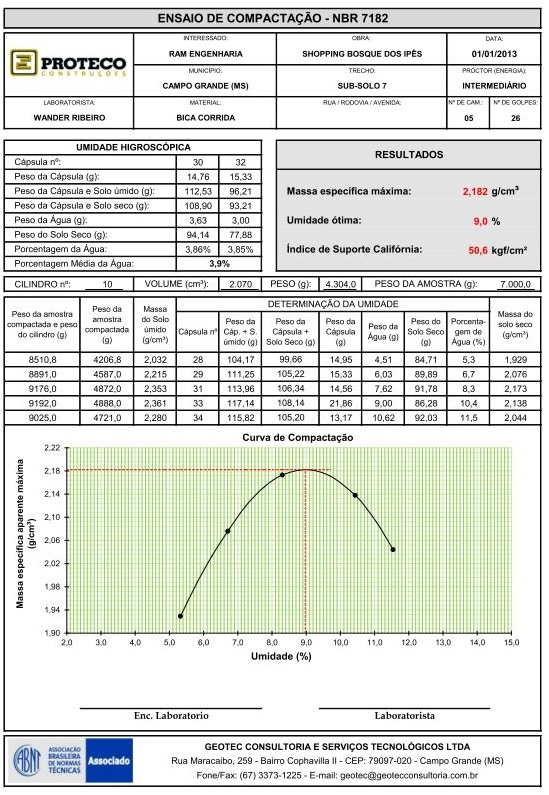 ENSAIO DE COMPACTAÇÃO - NBR 7182
PROTECO
CONSTRUÇÕES
INTERESSADO:
RAM ENGENHARIA
OBRA:
SHOPPING BOSQUE DOS IPÊS
DATA:
01/01/2013
MUNICÍPIO:
CAMPO GRANDE (MS)
TRECHO:
SUB-SOLO 7
PRÓCTOR (ENERGIA):
INTERMEDIÁRIO
LABORATORISTA:
WANDER RIBEIRO
MATERIAL:
BICA CORRIDA
RUA / RODOVIA / AVENIDA:
Nº DE CAM.:
05
Nº DE GOLPES:
26
UMIDADE HIGROSCÓPICA
Cápsula nº: 30 32
Peso da Cápsula (g): 14,76 15,33
Peso da Cápsula e Solo úmido (g): 112,53 96,21
Peso da Cápsula e Solo seco (g): 108,90 93,21
Peso da Água (g): 3,63 3,00
Peso do Solo Seco (g): 94,14 77,88
Porcentagem da Água: 3,86% 3,85%
Porcentagem Média da Água: 3,9%
RESULTADOS
Massa específica máxima: 2,182 g/cm³
Umidade ótima: 9,0 %
Índice de Suporte Califórnia: 50,6 kgf/cm²
CILINDRO nº: 10 VOLUME (cm³): 2.070 PESO (g): 4.304,0 PESO DA AMOSTRA (g): 7.000,0
Peso da amostra compactada e peso do cilindro (g)
Peso da amostra compactada (g)
Massa do Solo úmido (g/cm³)
DETERMINAÇÃO DA UMIDADE
Cápsula nº
Peso da Cáp. + S. úmido (g)
Peso da Cápsula + Solo Seco (g)
Peso da Cápsula (g)
Peso da Água (g)
Peso do Solo Seco (g)
Porcenta-gem de Água (%)
Massa do solo seco (g/cm³)
8510,8 4206,8 2,032 28 104,17 99,66 14,95 4,51 84,71 5,3 1,929
8891,0 4587,0 2,215 29 111,25 105,22 15,33 6,03 89,89 6,7 2,076
9176,0 4872,0 2,353 31 113,96 106,34 14,56 7,62 91,78 8,3 2,173
9192,0 4888,0 2,361 33 117,14 108,14 21,86 9,00 86,28 10,4 2,138
9025,0 4721,0 2,280 34 115,82 105,20 13,17 10,62 92,03 11,5 2,044
Curva de Compactação
Massa específica aparente máxima
(g/cm³)
2,22
2,18
2,14
2,10
2,06
2,02
1,98
1,94
1,90
2,0 3,0 4,0 5,0 6,0 7,0 8,0 9,0 10,0 11,0 12,0 13,0 14,0 15,0
Umidade (%)
Enc. Laboratorio
Laboratorista
ABNT
ASSOCIAÇÃO
BRASILEIRA
DE NORMAS
TÉCNICAS
Associado
GEOTEC CONSULTORIA E SERVIÇOS TECNOLÓGICOS LTDA
Rua Maracaibo, 259 - Bairro Cophavilla II - CEP: 79097-020 - Campo Grande (MS)
Fone/Fax: (67) 3373-1225 - E-mail: geotec@geotecconsultoria.com.br